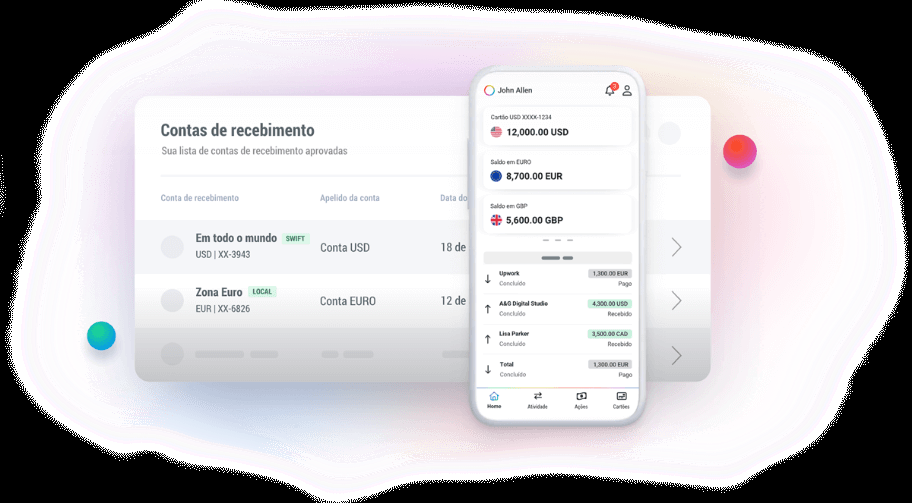 Contas de recebimento
Sua lista de contas de recebimento aprovadas
Conta de recebimento
Apelido da conta
Data do
Em todo o mundo SWIFT
USD | XX-3943
Conta USD
18 de
Zona Euro LOCAL
EUR | XX-6826
Conta EURO
12 de
John Allen
Cartão USD XXXX-1234
12,000.00 USD
Saldo em EURO
8,700.00 EUR
Saldo em GBP
5,600.00 GBP
Upwork 1,300.00 EUR
Concluído Pago
A&G Digital Studio 4,300.00 USD
Concluído Recebido
Lisa Parker 3,500.00 CAD
Concluído Recebido
Total 1,300.00 EUR
Concluído Pago
Home Atividade Ações Cartões